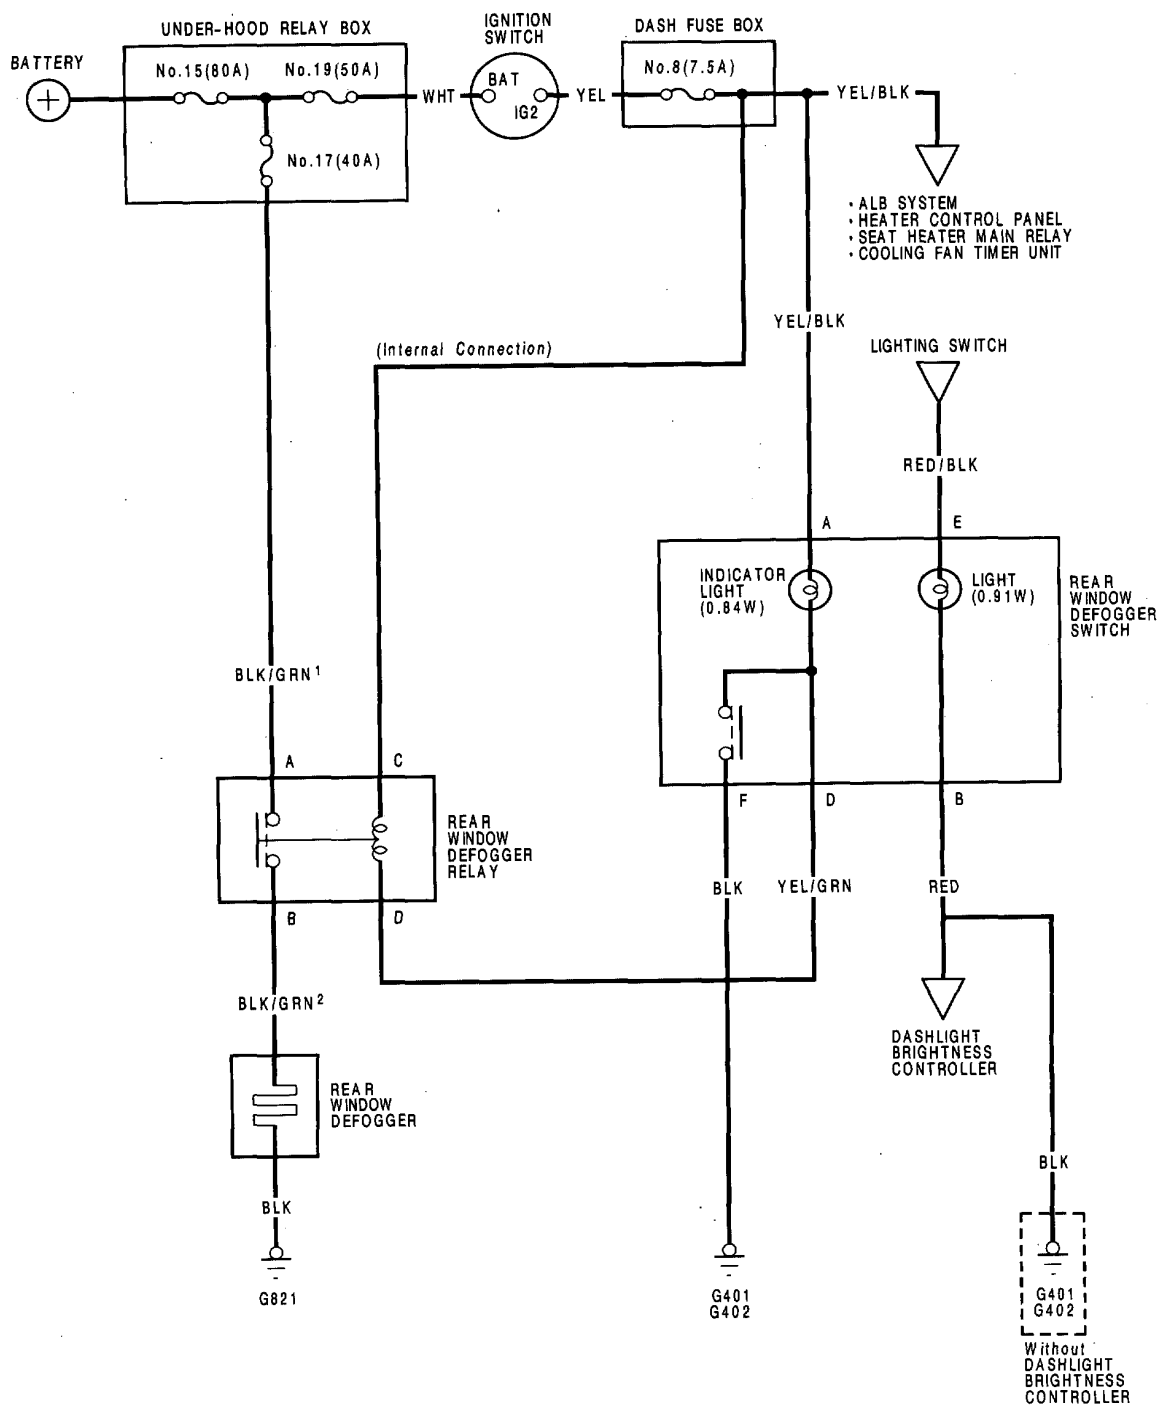 UNDER-HOOD RELAY BOX
IGNITION
SWITCH
DASH FUSE BOX
BATTERY
+
No.15(80A)
No.19(50A)
No.17(40A)
WHT
BAT
IG2
YEL
No.8(7.5A)
YEL/BLK
• ALB SYSTEM
• HEATER CONTROL PANEL
• SEAT HEATER MAIN RELAY
• COOLING FAN TIMER UNIT
YEL/BLK
(Internal Connection)
LIGHTING SWITCH
RED/BLK
A
E
INDICATOR
LIGHT
(0.84W)
LIGHT
(0.91W)
REAR
WINDOW
DEFOGGER
SWITCH
BLK/GRN¹
A
C
F
D
B
REAR
WINDOW
DEFOGGER
RELAY
BLK
YEL/GRN
RED
B
D
BLK/GRN²
DASHLIGHT
BRIGHTNESS
CONTROLLER
REAR
WINDOW
DEFOGGER
BLK
BLK
G821
G401
G402
G401
G402
Without
DASHLIGHT
BRIGHTNESS
CONTROLLER